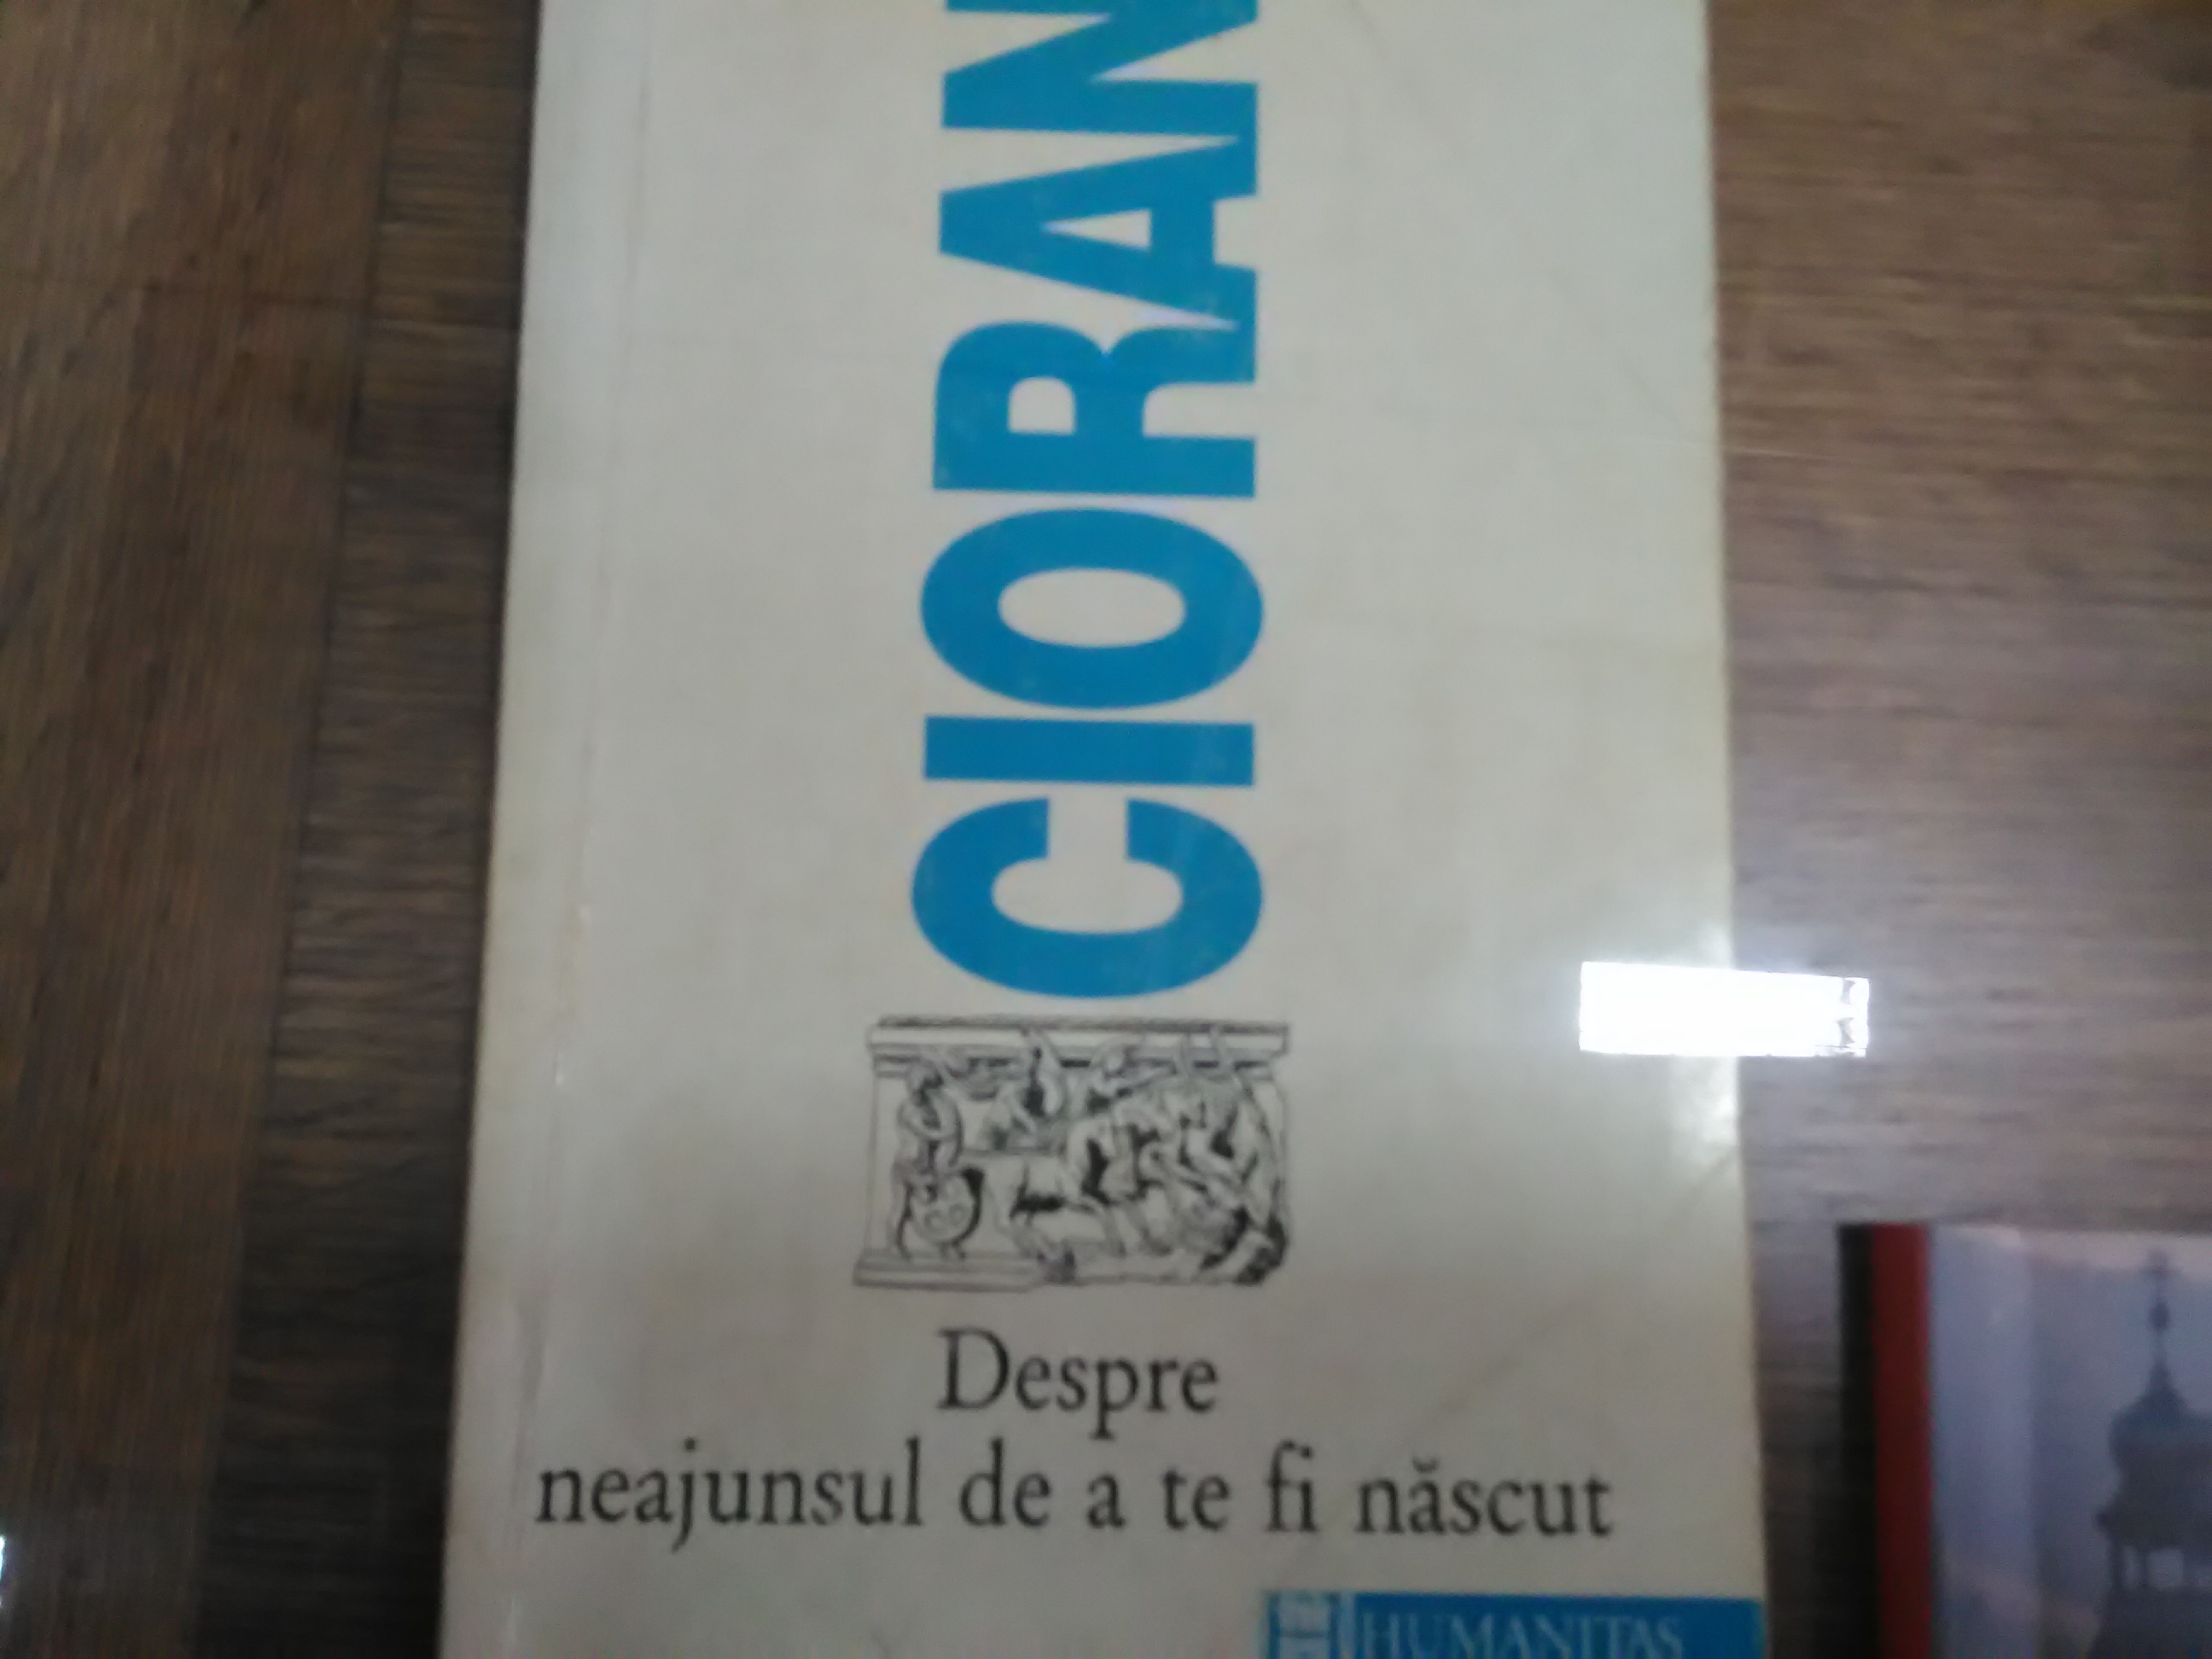 CIORAN
Despre
neajunsul de a te fi născut
HUMANITAS